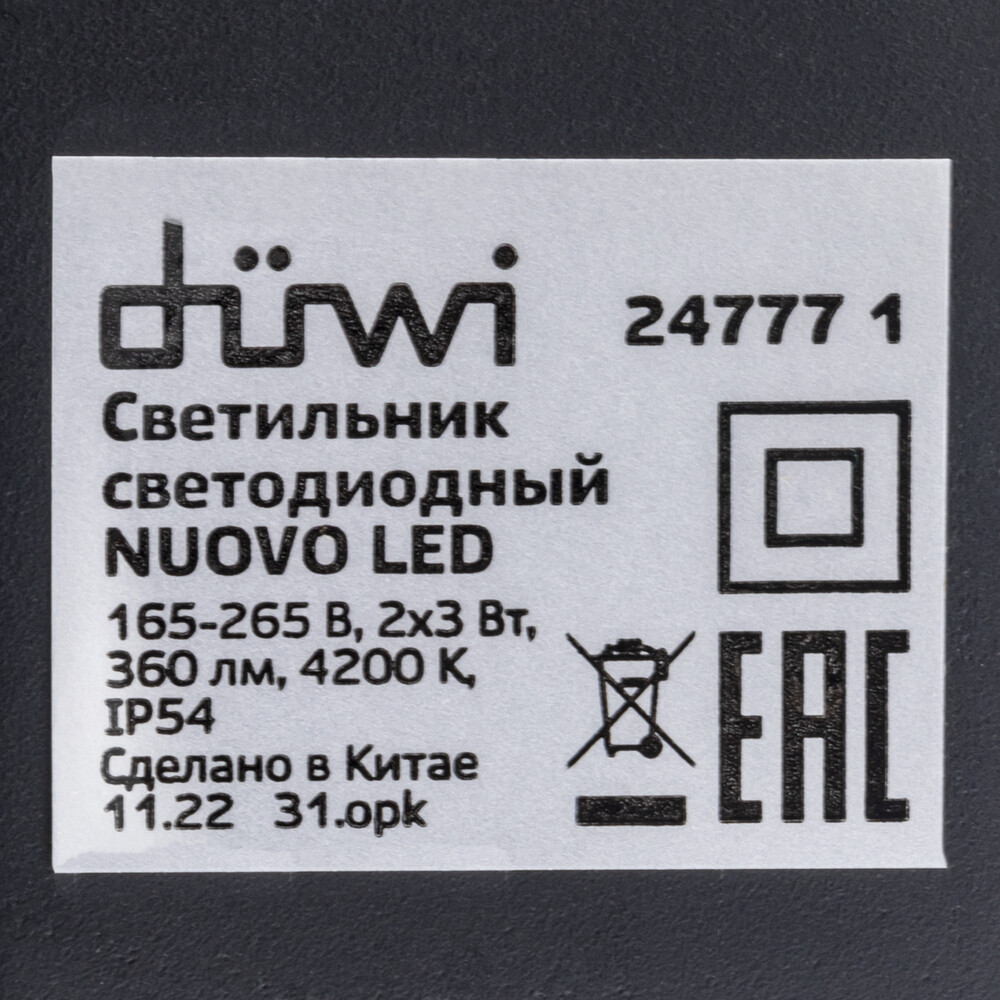 düwi
24777 1
Светильник
светодиодный
NUOVO LED
165-265 В, 2x3 Вт,
360 лм, 4200 К,
IP54
Сделано в Китае
11.22 31.opk
EAC